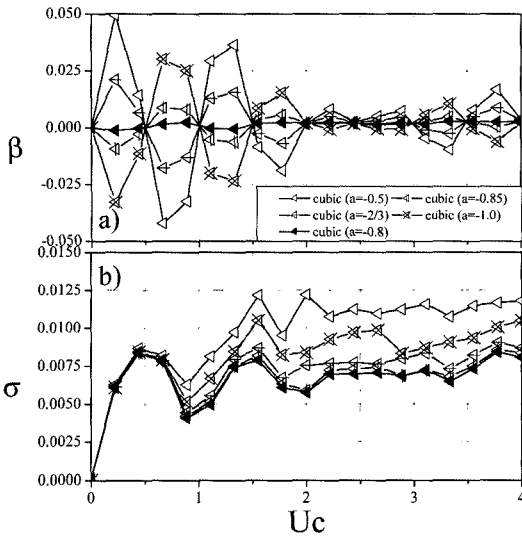 0.050
0.025
0.000
-0.025
-0.050
β
a)
cubic (a=-0.5) cubic (a=-0.85)
cubic (a=-2/3) cubic (a=-1.0)
cubic (a=-0.8)
0.0150
0.0125
0.0100
0.0075
0.0050
0.0025
0.0000
σ
b)
0 1 2 3 4
Uc